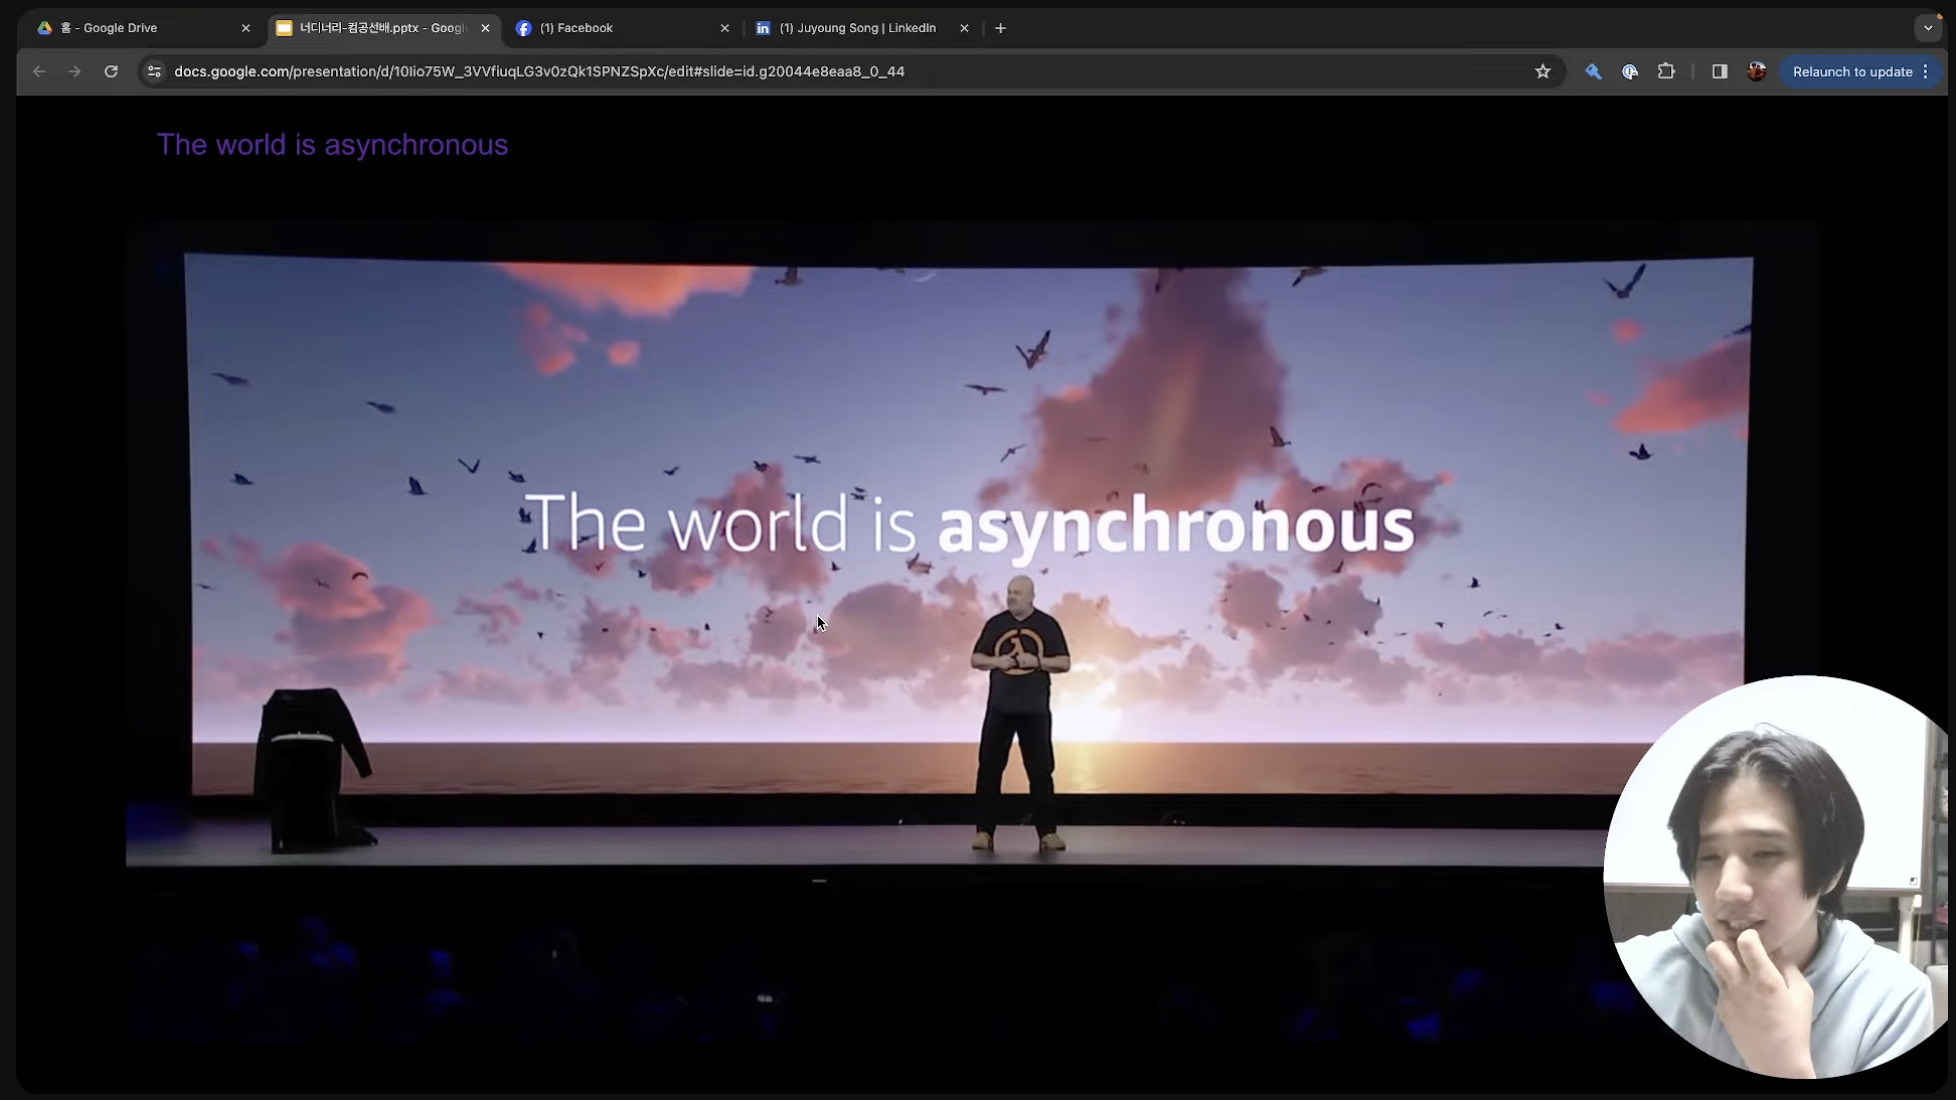 홈 - Google Drive
너디너리-컴공선배.pptx - Googl
(1) Facebook
(1) Juyoung Song | LinkedIn
docs.google.com/presentation/d/10Iio75W_3VVfiuqLG3v0zQk1SPNZSpXc/edit#slide=id.g20044e8eaa8_0_44
Relaunch to update
The world is asynchronous
The world is asynchronous